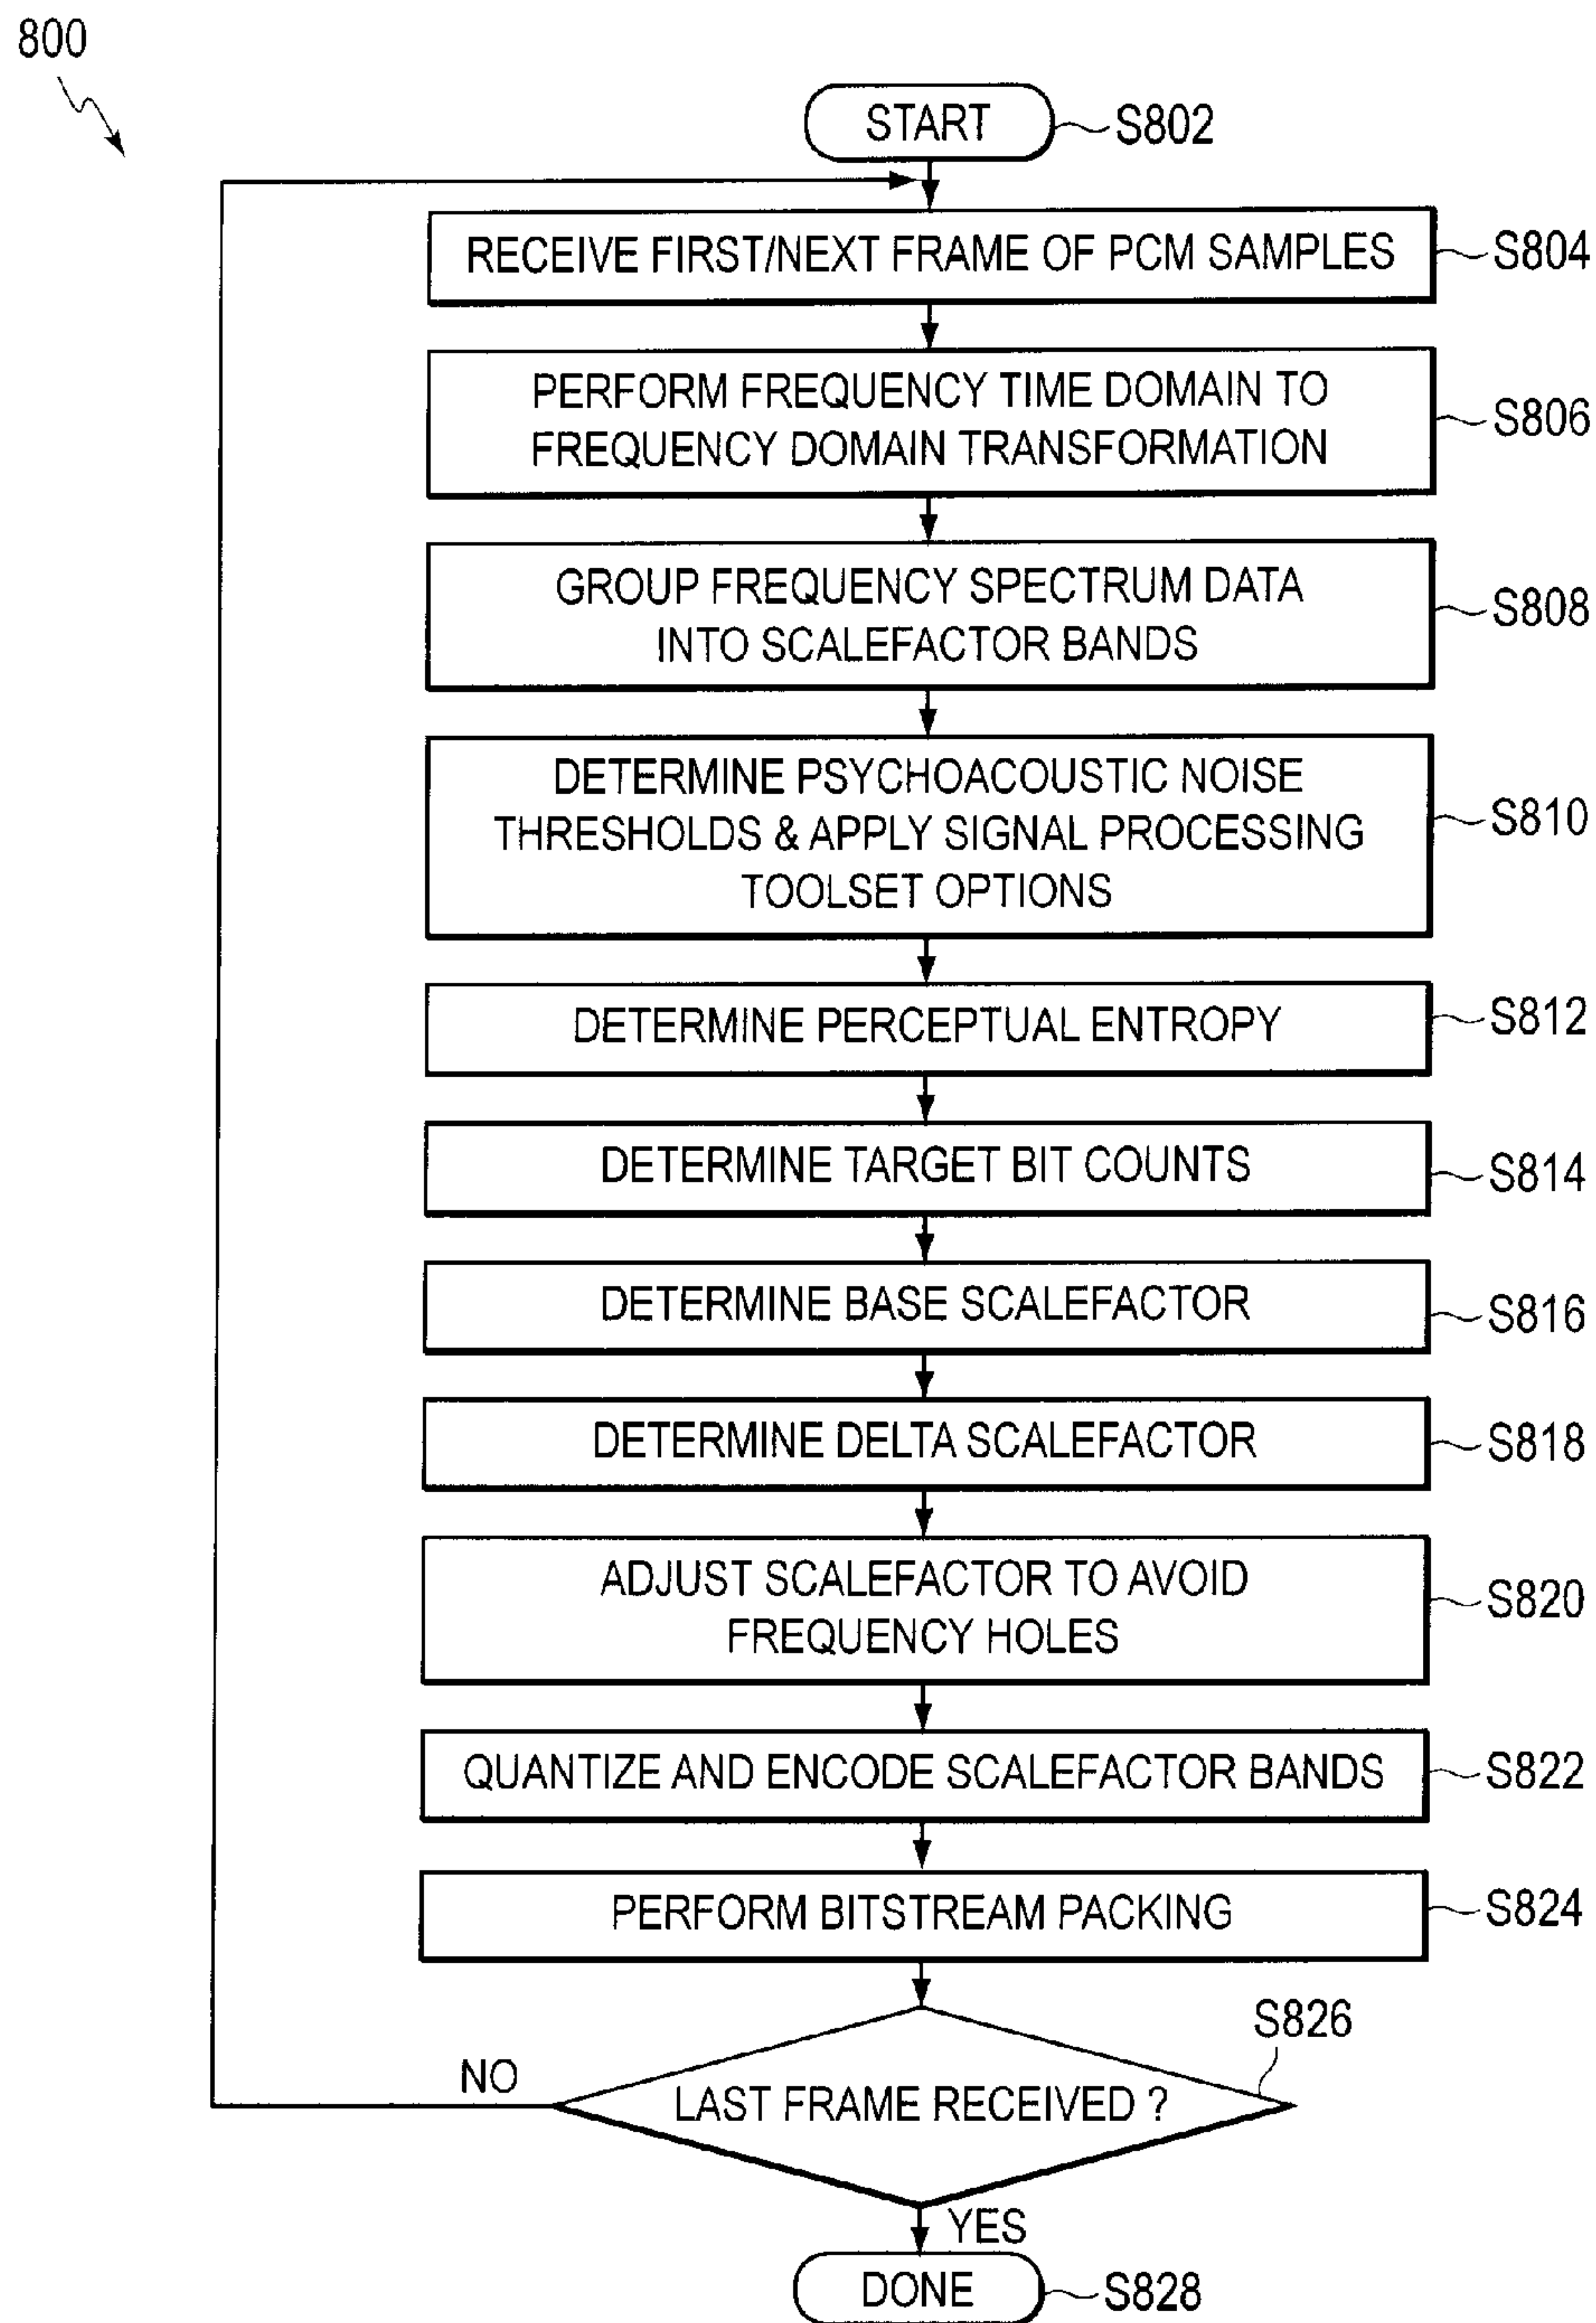 800
START
S802
RECEIVE FIRST/NEXT FRAME OF PCM SAMPLES
S804
PERFORM FREQUENCY TIME DOMAIN TO
FREQUENCY DOMAIN TRANSFORMATION
S806
GROUP FREQUENCY SPECTRUM DATA
INTO SCALEFACTOR BANDS
S808
DETERMINE PSYCHOACOUSTIC NOISE
THRESHOLDS & APPLY SIGNAL PROCESSING
TOOLSET OPTIONS
S810
DETERMINE PERCEPTUAL ENTROPY
S812
DETERMINE TARGET BIT COUNTS
S814
DETERMINE BASE SCALEFACTOR
S816
DETERMINE DELTA SCALEFACTOR
S818
ADJUST SCALEFACTOR TO AVOID
FREQUENCY HOLES
S820
QUANTIZE AND ENCODE SCALEFACTOR BANDS
S822
PERFORM BITSTREAM PACKING
S824
S826
NO
LAST FRAME RECEIVED ?
YES
DONE
S828